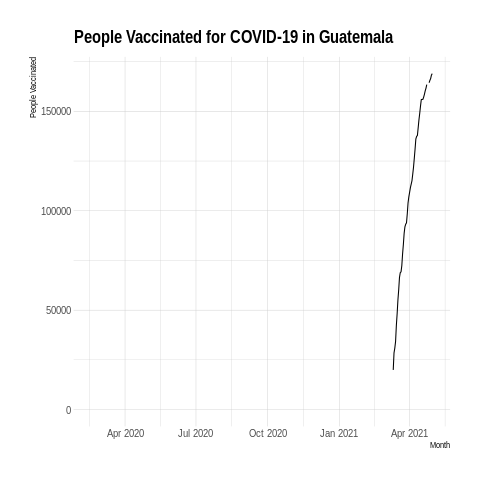 People Vaccinated for COVID-19 in Guatemala
People Vaccinated
150000
100000
50000
0
Apr 2020 Jul 2020 Oct 2020 Jan 2021 Apr 2021
Month